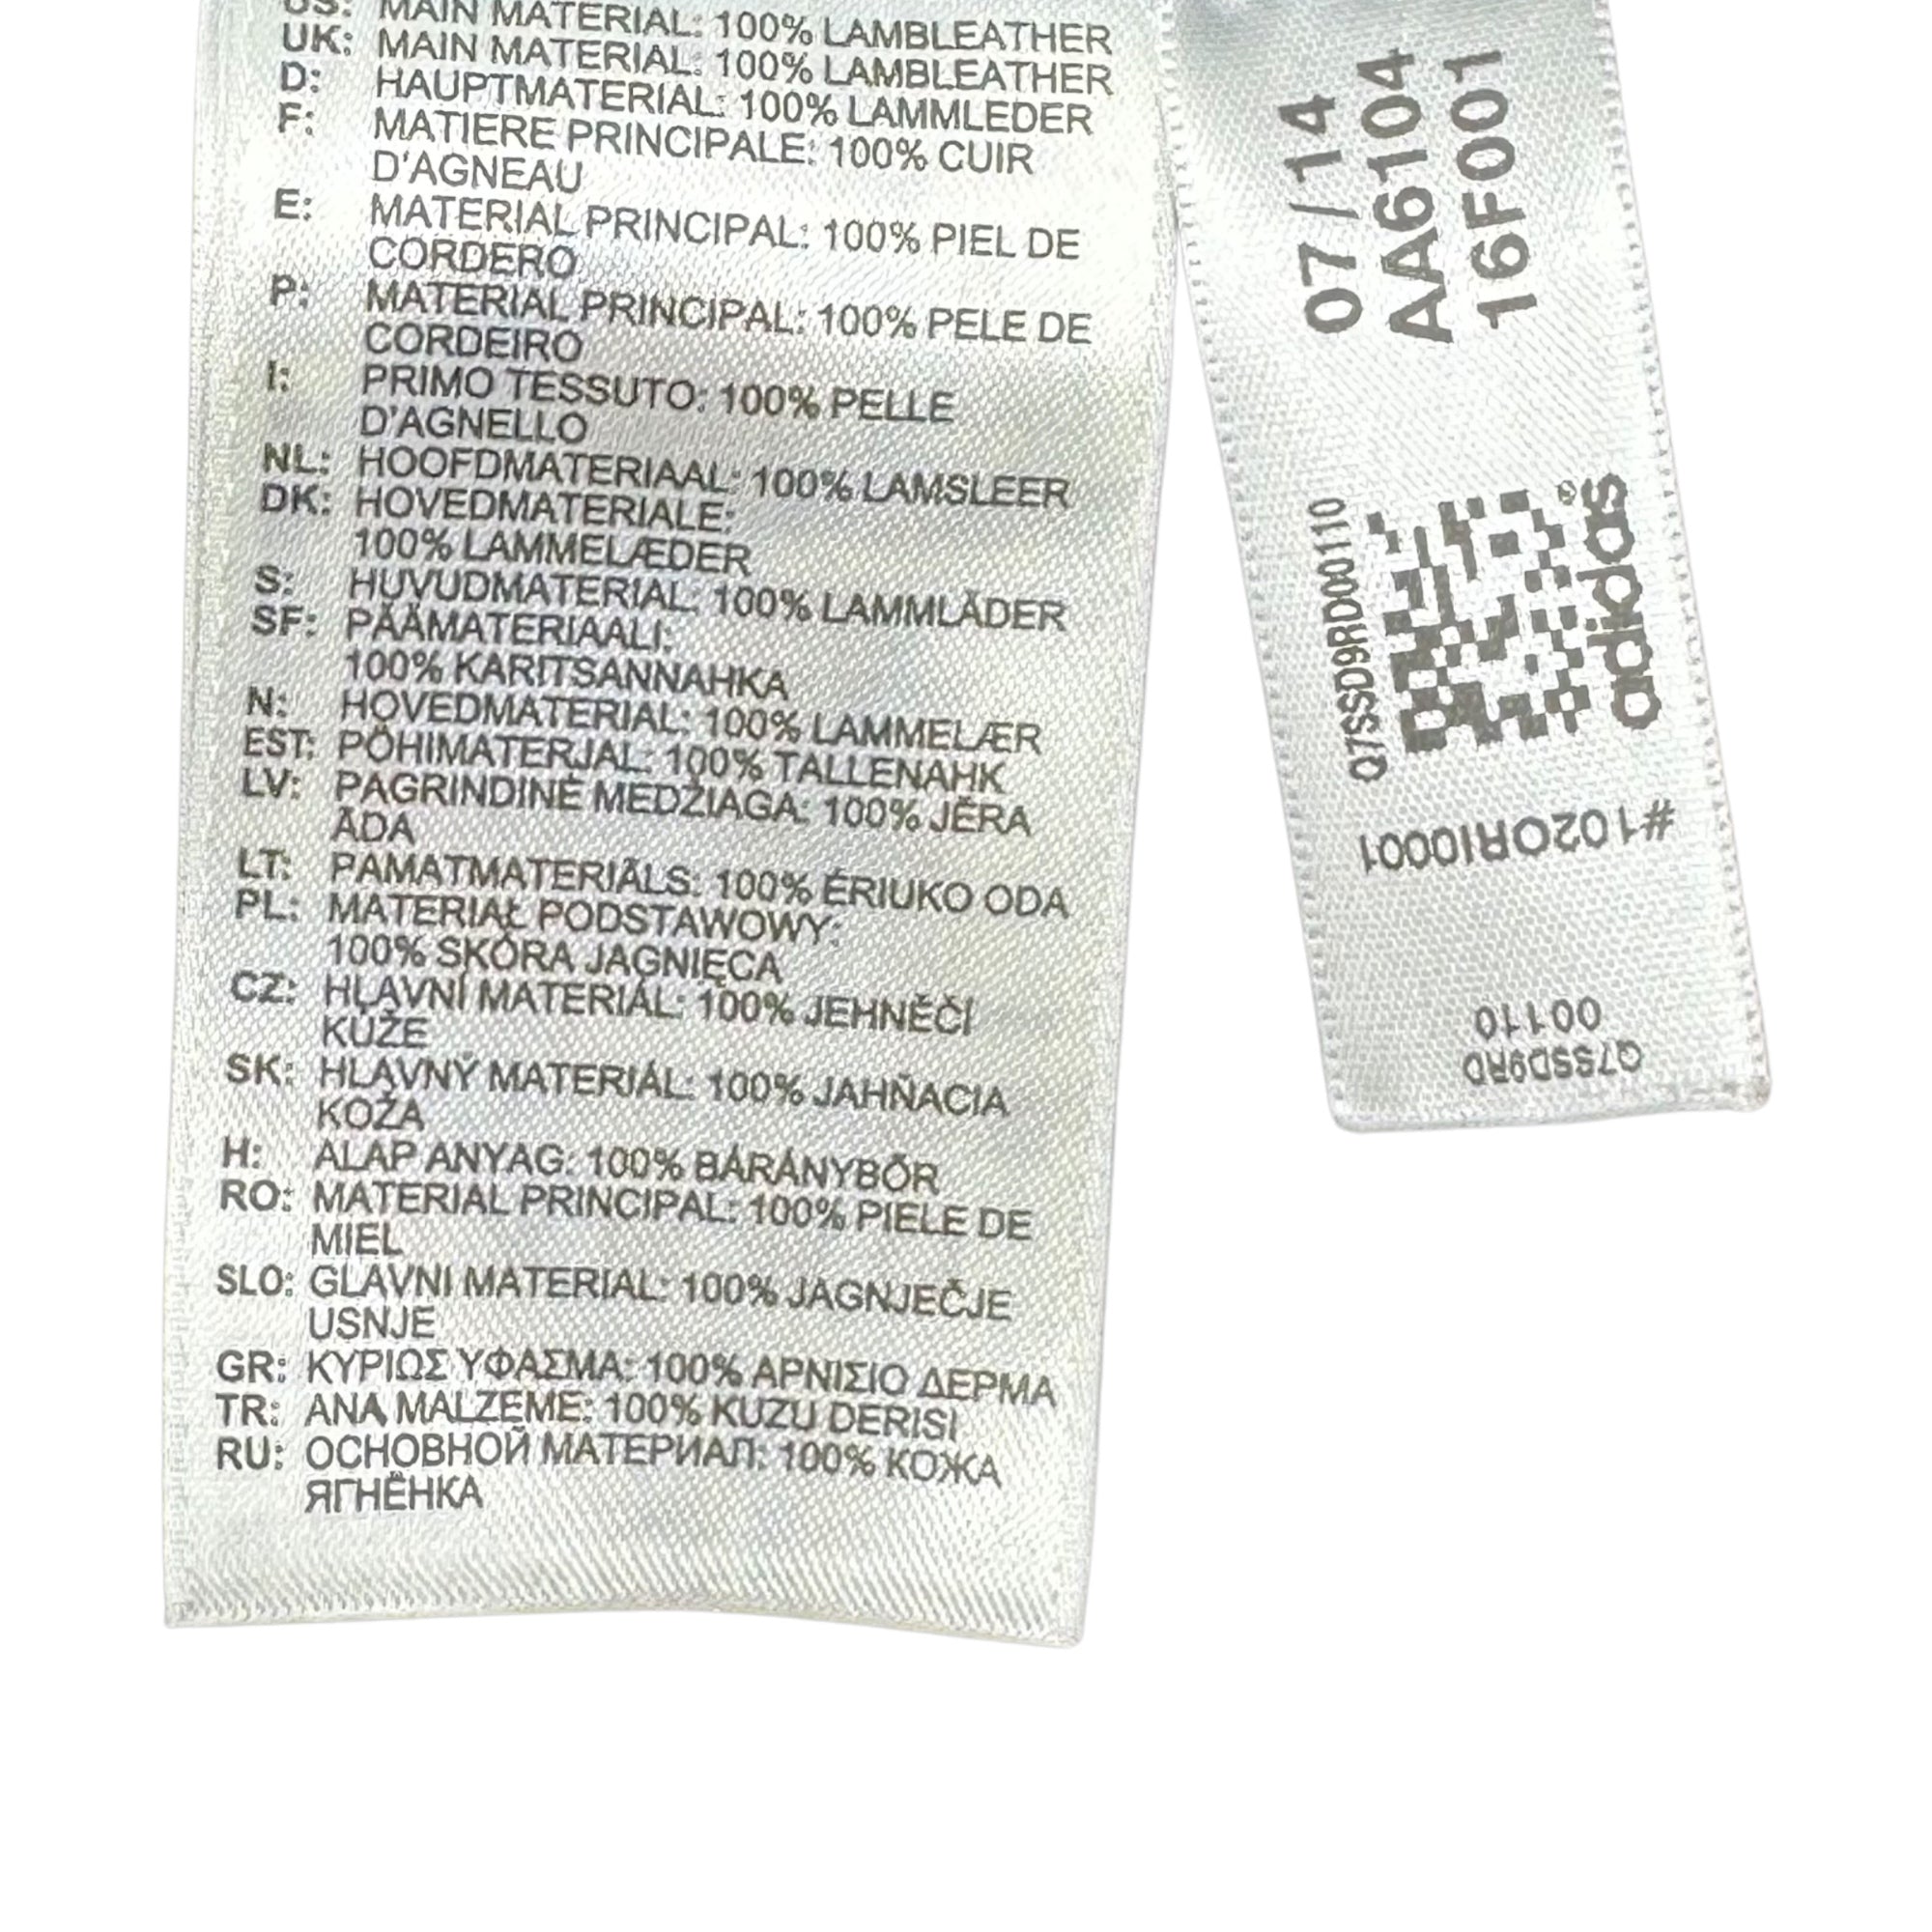 US: MAIN MATERIAL: 100% LAMBLEATHER
UK: MAIN MATERIAL: 100% LAMBLEATHER
D: HAUPTMATERIAL: 100% LAMMLEDER
F: MATIERE PRINCIPALE: 100% CUIR
D'AGNEAU
E: MATERIAL PRINCIPAL: 100% PIEL DE
CORDERO
P: MATERIAL PRINCIPAL: 100% PELE DE
CORDEIRO
I: PRIMO TESSUTO: 100% PELLE
D'AGNELLO
NL: HOOFDMATERIAAL: 100% LAMSLEER
DK: HOVEDMATERIALE:
100% LAMMELÆDER
S: HUVUDMATERIAL: 100% LAMMLÄDER
SF: PÄÄMATERIAALI:
100% KARITSANNAHKA
N: HOVEDMATERIAL: 100% LAMMELÆR
EST: PÕHIMATERJAL: 100% TALLENAHK
LV: PAGRINDINĖ MEDŽIAGA: 100% JĒRA
ĀDA
LT: PAMATMATERIĀLS: 100% ĖRIUKO ODA
PL: MATERIAŁ PODSTAWOWY:
100% SKÓRA JAGNIĘCA
CZ: HLAVNÍ MATERIÁL: 100% JEHNĚČÍ
KŮŽE
SK: HLAVNÝ MATERIÁL: 100% JAHŇACIA
KOŽA
H: ALAP ANYAG: 100% BÁRÁNYBŐR
RO: MATERIAL PRINCIPAL: 100% PIELE DE
MIEL
SLO: GLAVNI MATERIAL: 100% JAGNJEČJE
USNJE
GR: ΚΥΡΙΩΣ ΥΦΑΣΜΑ: 100% ΑΡΝΙΣΙΟ ΔΕΡΜΑ
TR: ANA MALZEME: 100% KUZU DERISI
RU: ОСНОВНОЙ МАТЕРИАЛ: 100% КОЖА
ЯГНЁНКА
07/14
AA6104
16F001
Q7SSD9RD00110
adidas®
#102ORI0001
Q7SSD9RD
00110